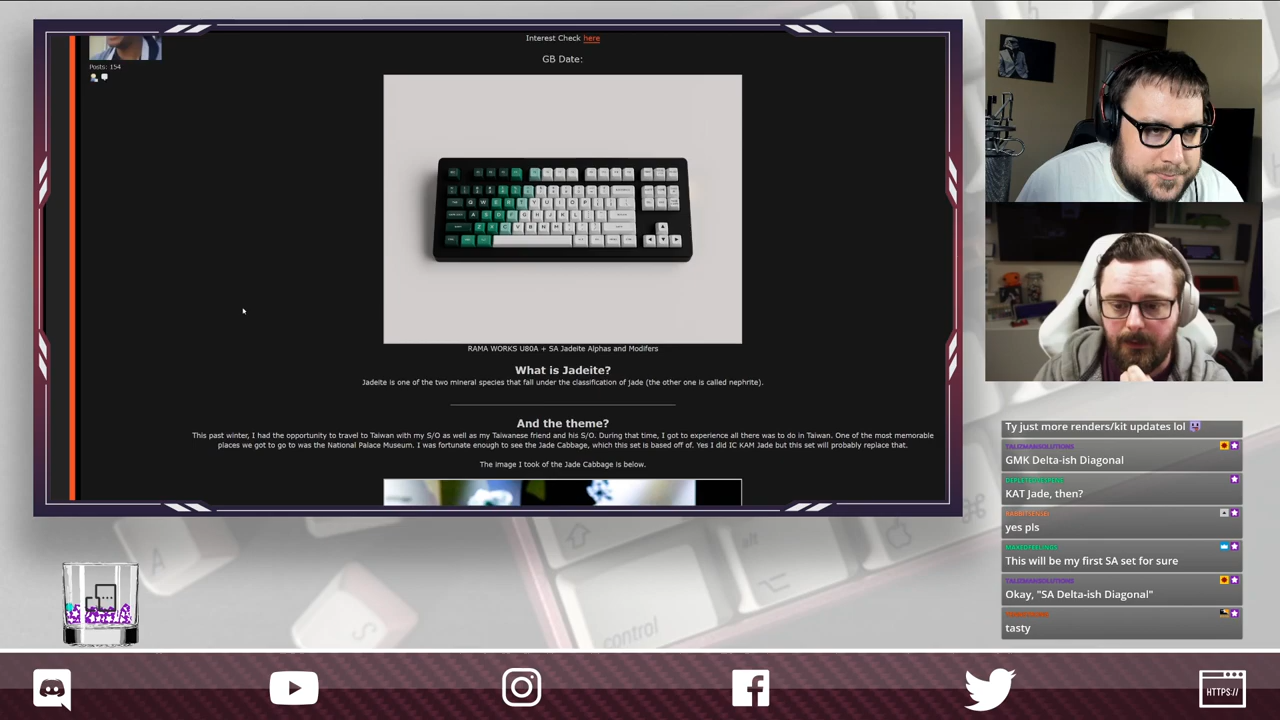 Interest Check here
Posts: 154
GB Date:
RAMA WORKS U80A + SA Jadeite Alphas and Modifers
What is Jadeite?
Jadeite is one of the two mineral species that fall under the classification of jade (the other one is called nephrite).
And the theme?
This past winter, I had the opportunity to travel to Taiwan with my S/O as well as my Taiwanese friend and his S/O. During that time, I got to experience all there was to do in Taiwan. One of the most memorable
places we got to go to was the National Palace Museum. I was fortunate enough to see the Jade Cabbage, which this set is based off of. Yes I did IC KAM Jade but this set will probably replace that.
The image I took of the Jade Cabbage is below.
Ty just more renders/kit updates lol
GMK Delta-ish Diagonal
KAT Jade, then?
yes pls
This will be my first SA set for sure
Okay, "SA Delta-ish Diagonal"
tasty
alt
control
HTTPS://